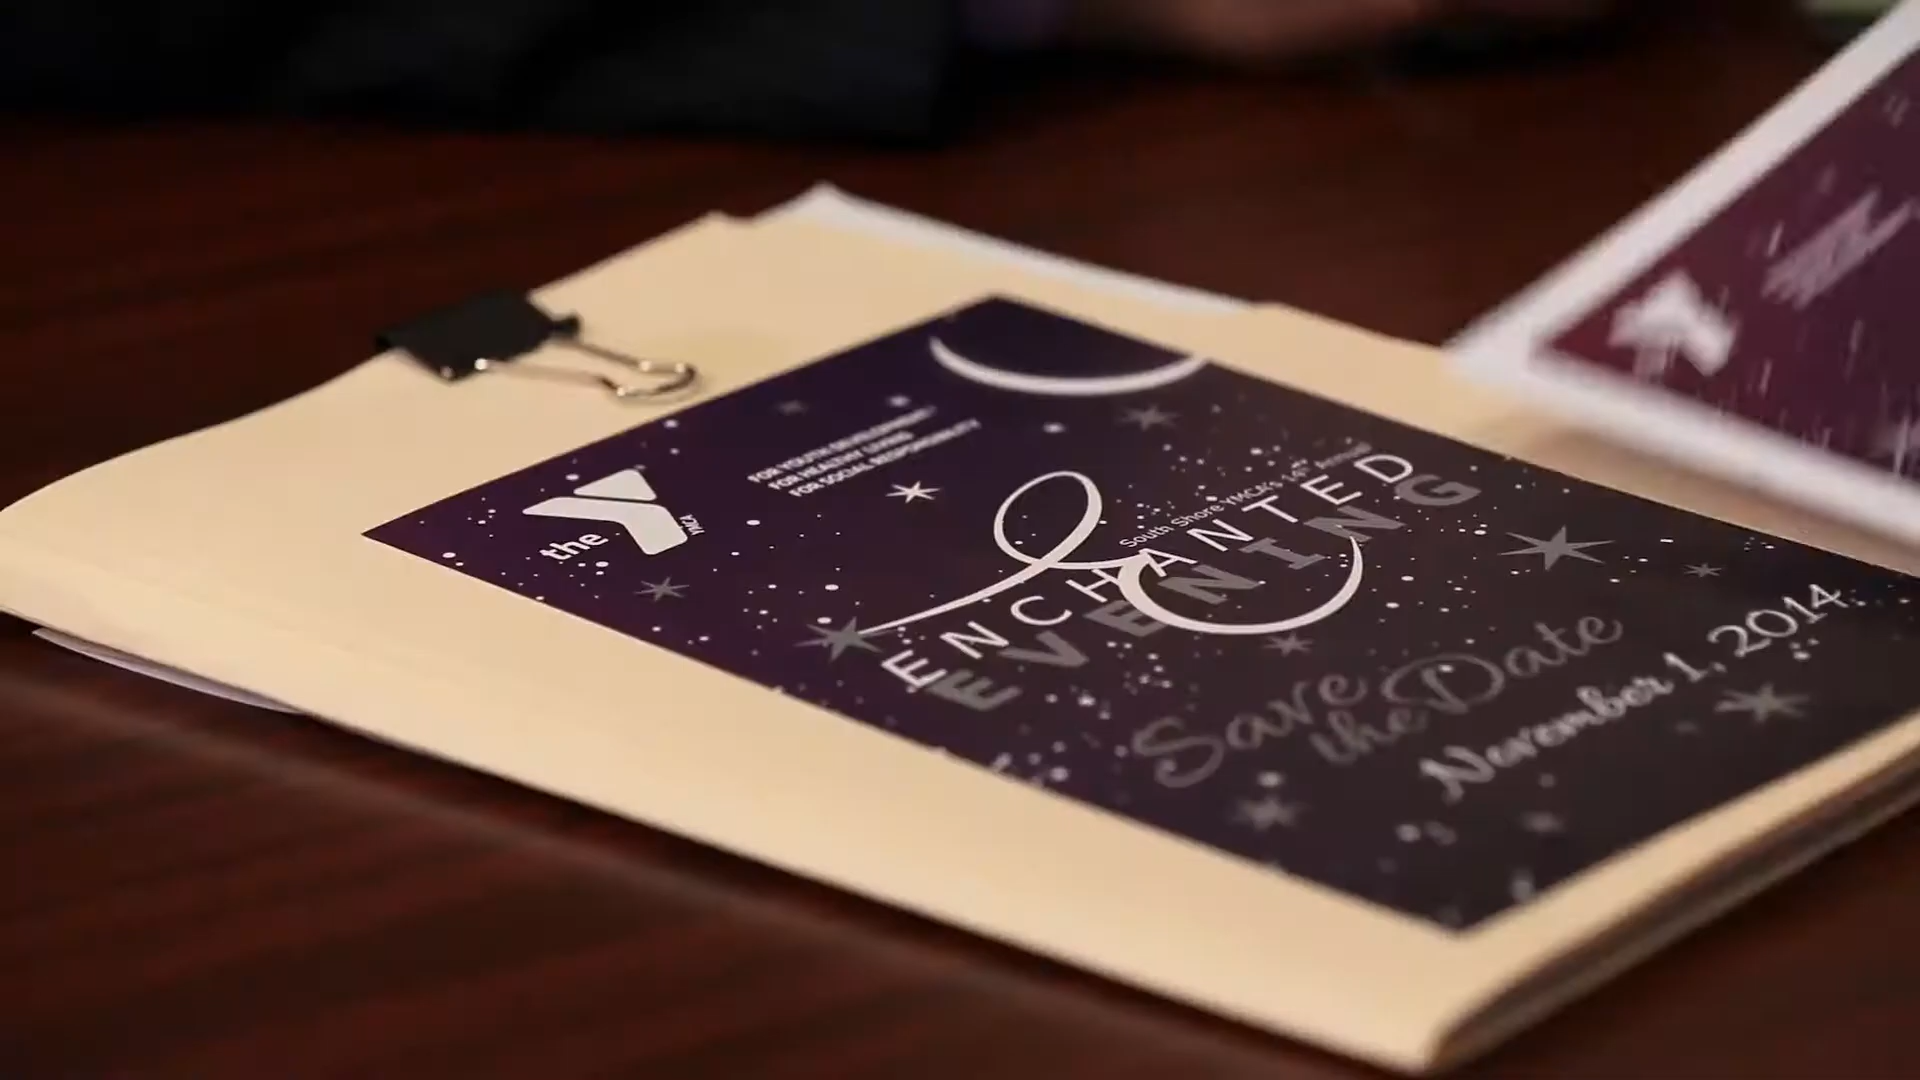 the
YMCA
FOR YOUTH DEVELOPMENT
FOR HEALTHY LIVING
FOR SOCIAL RESPONSIBILITY
South Shore YMCA's 14th Annual
ENCHANTED
EVENING
Save
the Date
November 1, 2014